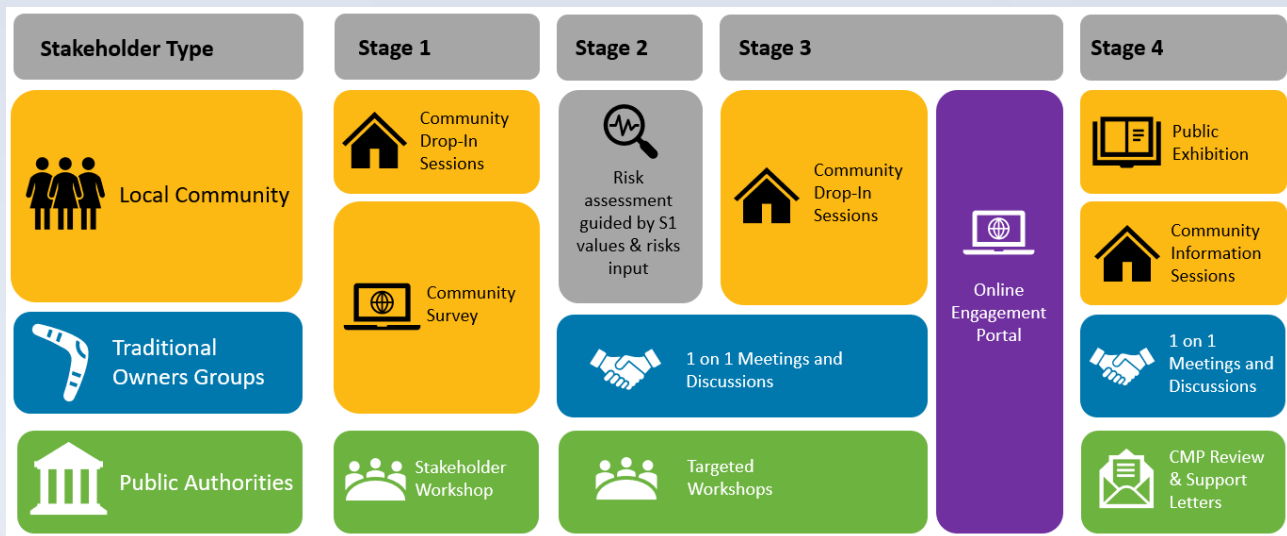 Stakeholder Type
Stage 1
Stage 2
Stage 3
Stage 4
Local Community
Community
Drop-In
Sessions
Risk
assessment
guided by S1
values & risks
input
Community
Drop-In
Sessions
Online
Engagement
Portal
Public
Exhibition
Community
Survey
Community
Information
Sessions
Traditional
Owners Groups
1 on 1 Meetings and
Discussions
1 on 1
Meetings and
Discussions
Public Authorities
Stakeholder
Workshop
Targeted
Workshops
CMP Review
& Support
Letters